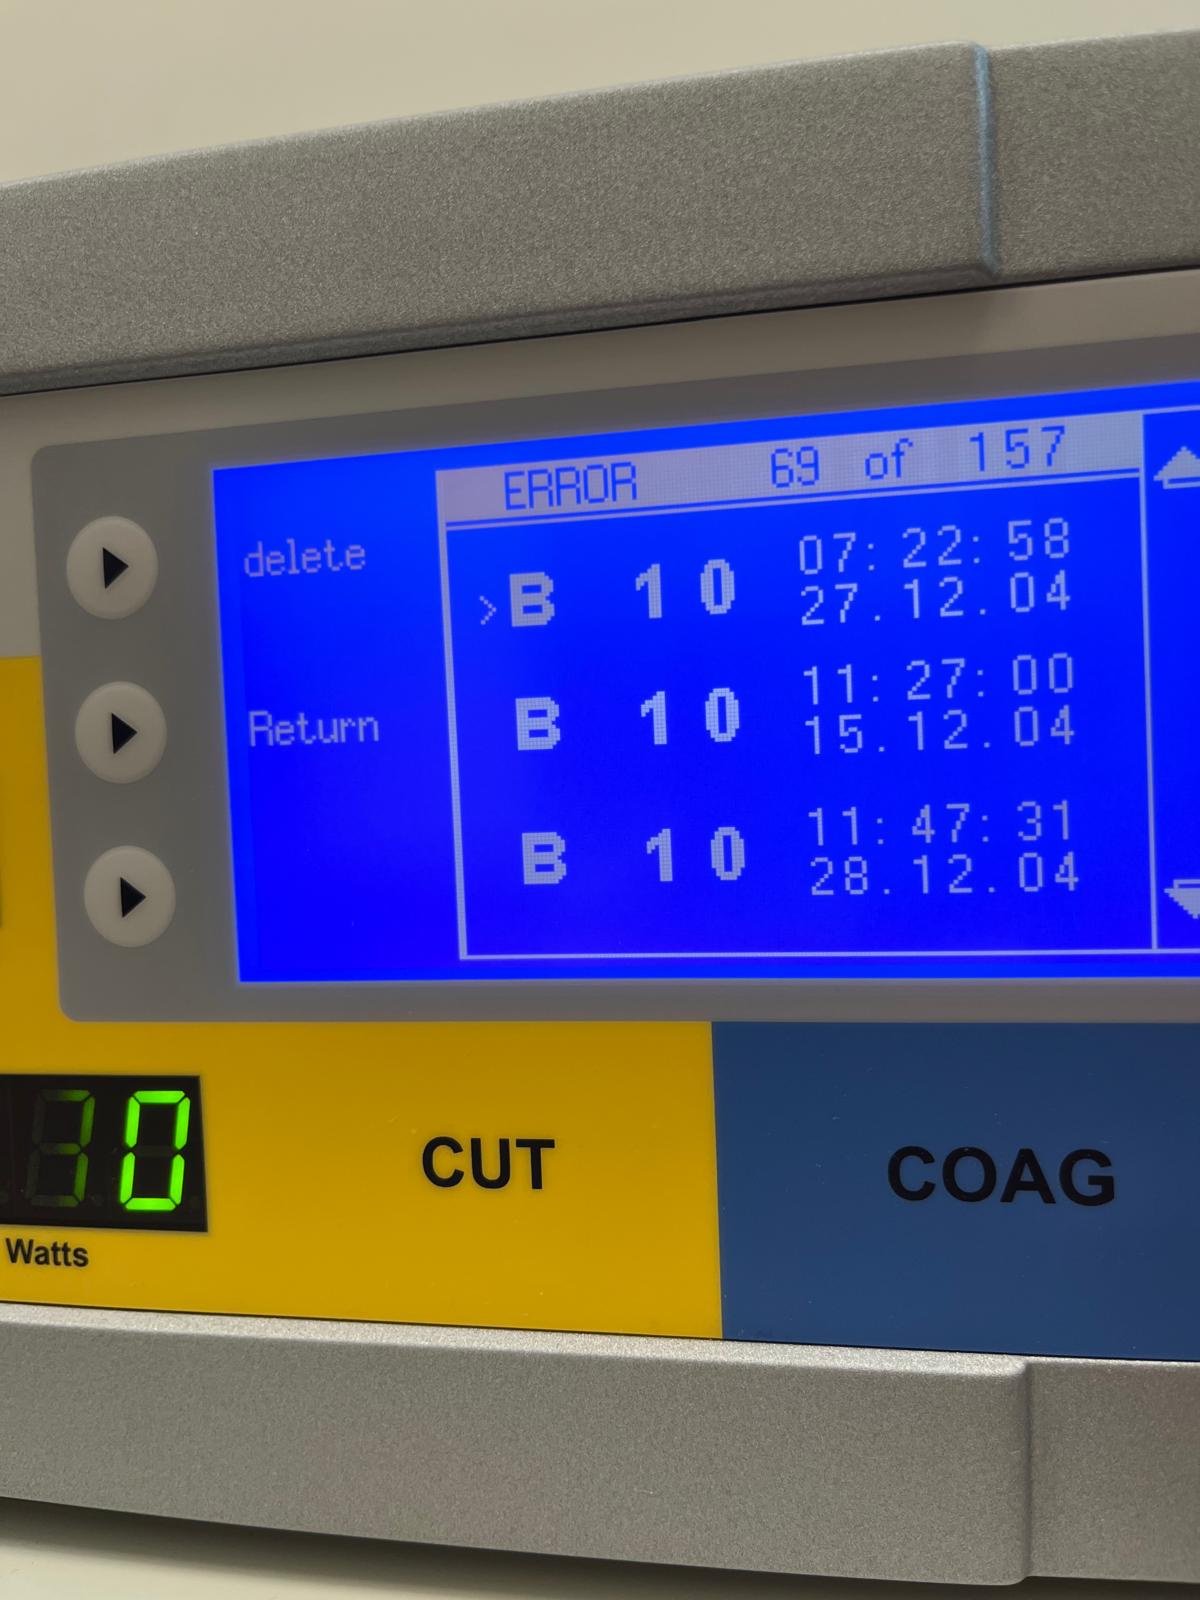 ERROR 69 of 157
delete
>B 10 07:22:58
27.12.04
Return
B 10 11:27:00
15.12.04
B 10 11:47:31
28.12.04
30
Watts
CUT
COAG